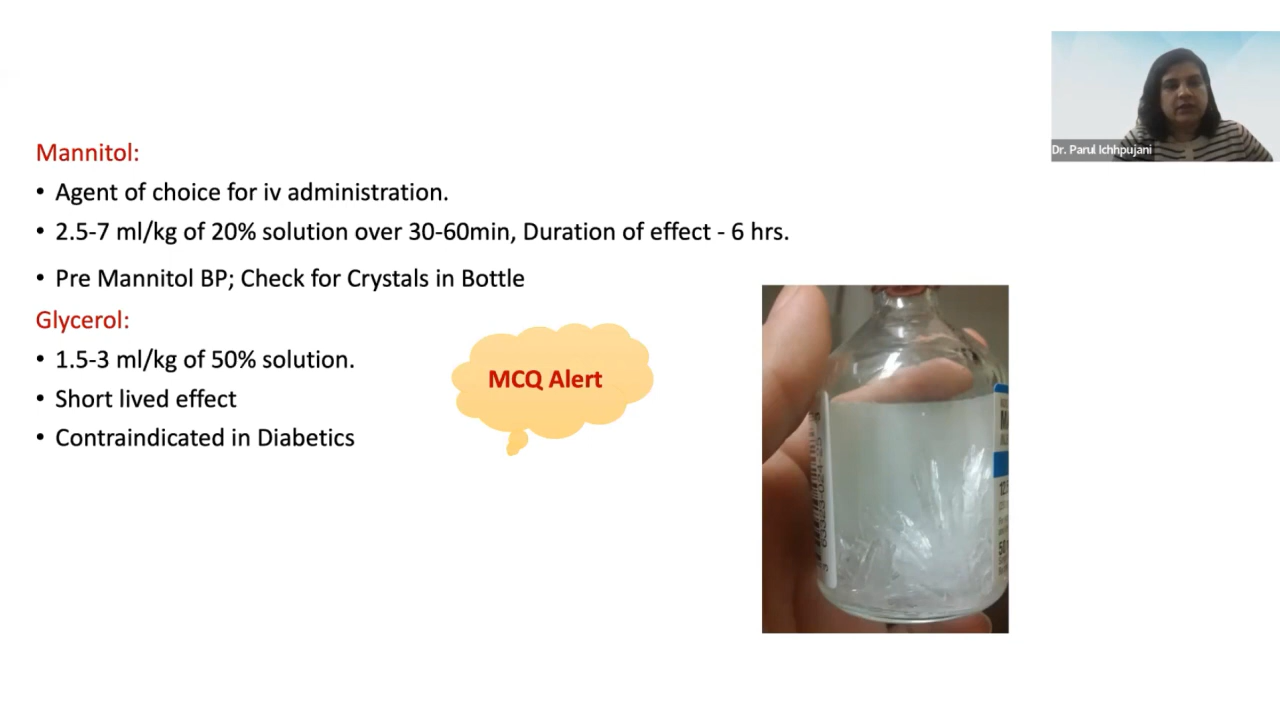 Dr. Parul Ichhpujani
Mannitol:
• Agent of choice for iv administration.
• 2.5-7 ml/kg of 20% solution over 30-60min, Duration of effect - 6 hrs.
• Pre Mannitol BP; Check for Crystals in Bottle
Glycerol:
• 1.5-3 ml/kg of 50% solution.
• Short lived effect
• Contraindicated in Diabetics
MCQ Alert